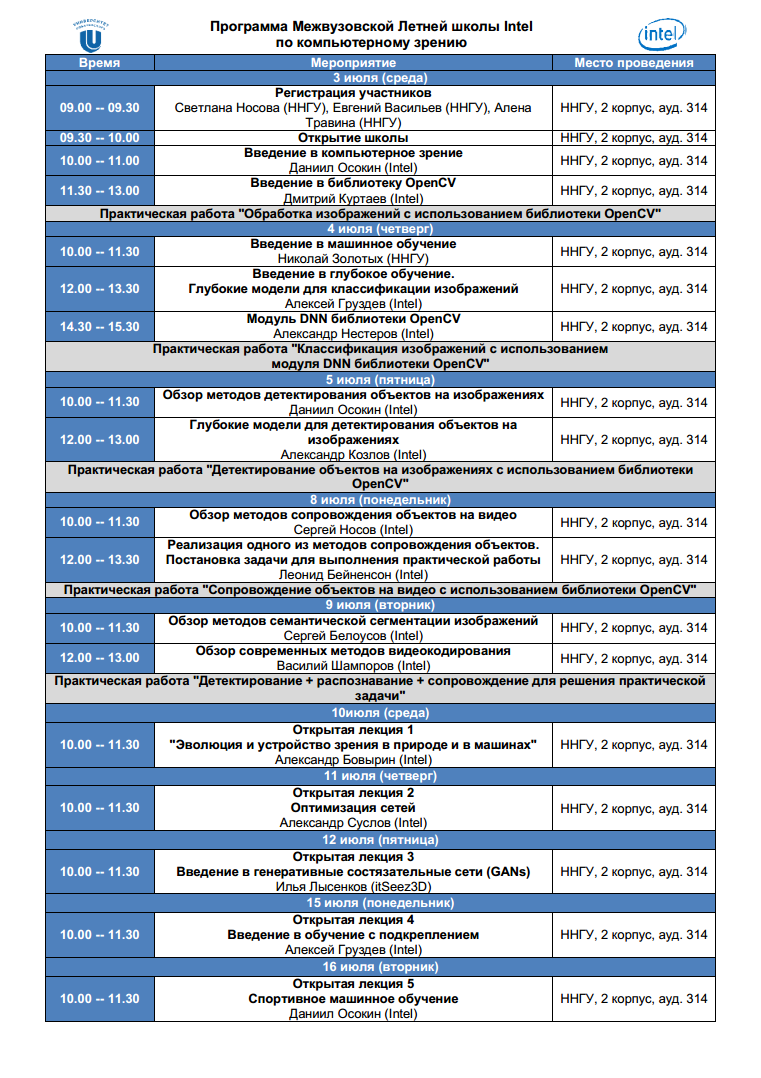 УНИВЕРСИТЕТ
Программа Межвузовской Летней школы Intel
по компьютерному зрению
intel
Время Мероприятие Место проведения
3 июля (среда)
09.00 -- 09.30 Регистрация участников ННГУ, 2 корпус, ауд. 314
Светлана Носова (ННГУ), Евгений Васильев (ННГУ), Алена
Травина (ННГУ)
09.30 -- 10.00 Открытие школы ННГУ, 2 корпус, ауд. 314
10.00 -- 11.00 Введение в компьютерное зрение ННГУ, 2 корпус, ауд. 314
Даниил Осокин (Intel)
11.30 -- 13.00 Введение в библиотеку OpenCV ННГУ, 2 корпус, ауд. 314
Дмитрий Куртаев (Intel)
Практическая работа "Обработка изображений с использованием библиотеки OpenCV"
4 июля (четверг)
10.00 -- 11.30 Введение в машинное обучение ННГУ, 2 корпус, ауд. 314
Николай Золотых (ННГУ)
12.00 -- 13.30 Введение в глубокое обучение. ННГУ, 2 корпус, ауд. 314
Глубокие модели для классификации изображений
Алексей Груздев (Intel)
14.30 -- 15.30 Модуль DNN библиотеки OpenCV ННГУ, 2 корпус, ауд. 314
Александр Нестеров (Intel)
Практическая работа "Классификация изображений с использованием
модуля DNN библиотеки OpenCV"
5 июля (пятница)
10.00 -- 11.30 Обзор методов детектирования объектов на изображениях ННГУ, 2 корпус, ауд. 314
Даниил Осокин (Intel)
12.00 -- 13.00 Глубокие модели для детектирования объектов на ННГУ, 2 корпус, ауд. 314
изображениях
Александр Козлов (Intel)
Практическая работа "Детектирование объектов на изображениях с использованием библиотеки
OpenCV"
8 июля (понедельник)
10.00 -- 11.30 Обзор методов сопровождения объектов на видео ННГУ, 2 корпус, ауд. 314
Сергей Носов (Intel)
12.00 -- 13.30 Реализация одного из методов сопровождения объектов. ННГУ, 2 корпус, ауд. 314
Постановка задачи для выполнения практической работы
Леонид Бейненсон (Intel)
Практическая работа "Сопровождение объектов на видео с использованием библиотеки OpenCV"
9 июля (вторник)
10.00 -- 11.30 Обзор методов семантической сегментации изображений ННГУ, 2 корпус, ауд. 314
Сергей Белоусов (Intel)
12.00 -- 13.00 Обзор современных методов видеокодирования ННГУ, 2 корпус, ауд. 314
Василий Шампоров (Intel)
Практическая работа "Детектирование + распознавание + сопровождение для решения практической
задачи"
10июля (среда)
10.00 -- 11.30 Открытая лекция 1 ННГУ, 2 корпус, ауд. 314
"Эволюция и устройство зрения в природе и в машинах"
Александр Бовырин (Intel)
11 июля (четверг)
10.00 -- 11.30 Открытая лекция 2 ННГУ, 2 корпус, ауд. 314
Оптимизация сетей
Александр Суслов (Intel)
12 июля (пятница)
10.00 -- 11.30 Открытая лекция 3 ННГУ, 2 корпус, ауд. 314
Введение в генеративные состязательные сети (GANs)
Илья Лысенков (itSeez3D)
15 июля (понедельник)
10.00 -- 11.30 Открытая лекция 4 ННГУ, 2 корпус, ауд. 314
Введение в обучение с подкреплением
Алексей Груздев (Intel)
16 июля (вторник)
10.00 -- 11.30 Открытая лекция 5 ННГУ, 2 корпус, ауд. 314
Спортивное машинное обучение
Даниил Осокин (Intel)